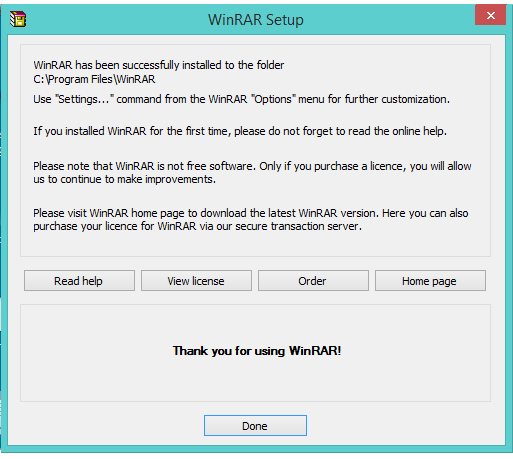 WinRAR Setup
WinRAR has been successfully installed to the folder
C:\Program Files\WinRAR
Use "Settings..." command from the WinRAR "Options" menu for further customization.
If you installed WinRAR for the first time, please do not forget to read the online help.
Please note that WinRAR is not free software. Only if you purchase a licence, you will allow
us to continue to make improvements.
Please visit WinRAR home page to download the latest WinRAR version. Here you can also
purchase your licence for WinRAR via our secure transaction server.
Read help
View license
Order
Home page
Thank you for using WinRAR!
Done